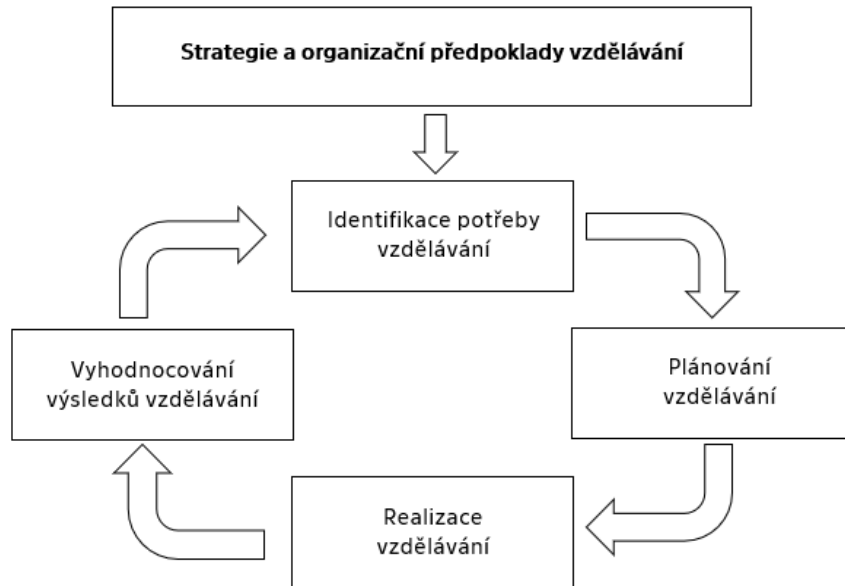 Strategie a organizační předpoklady vzdělávání
Identifikace potřeby
vzdělávání
Vyhodnocování
výsledků vzdělávání
Plánování
vzdělávání
Realizace
vzdělávání